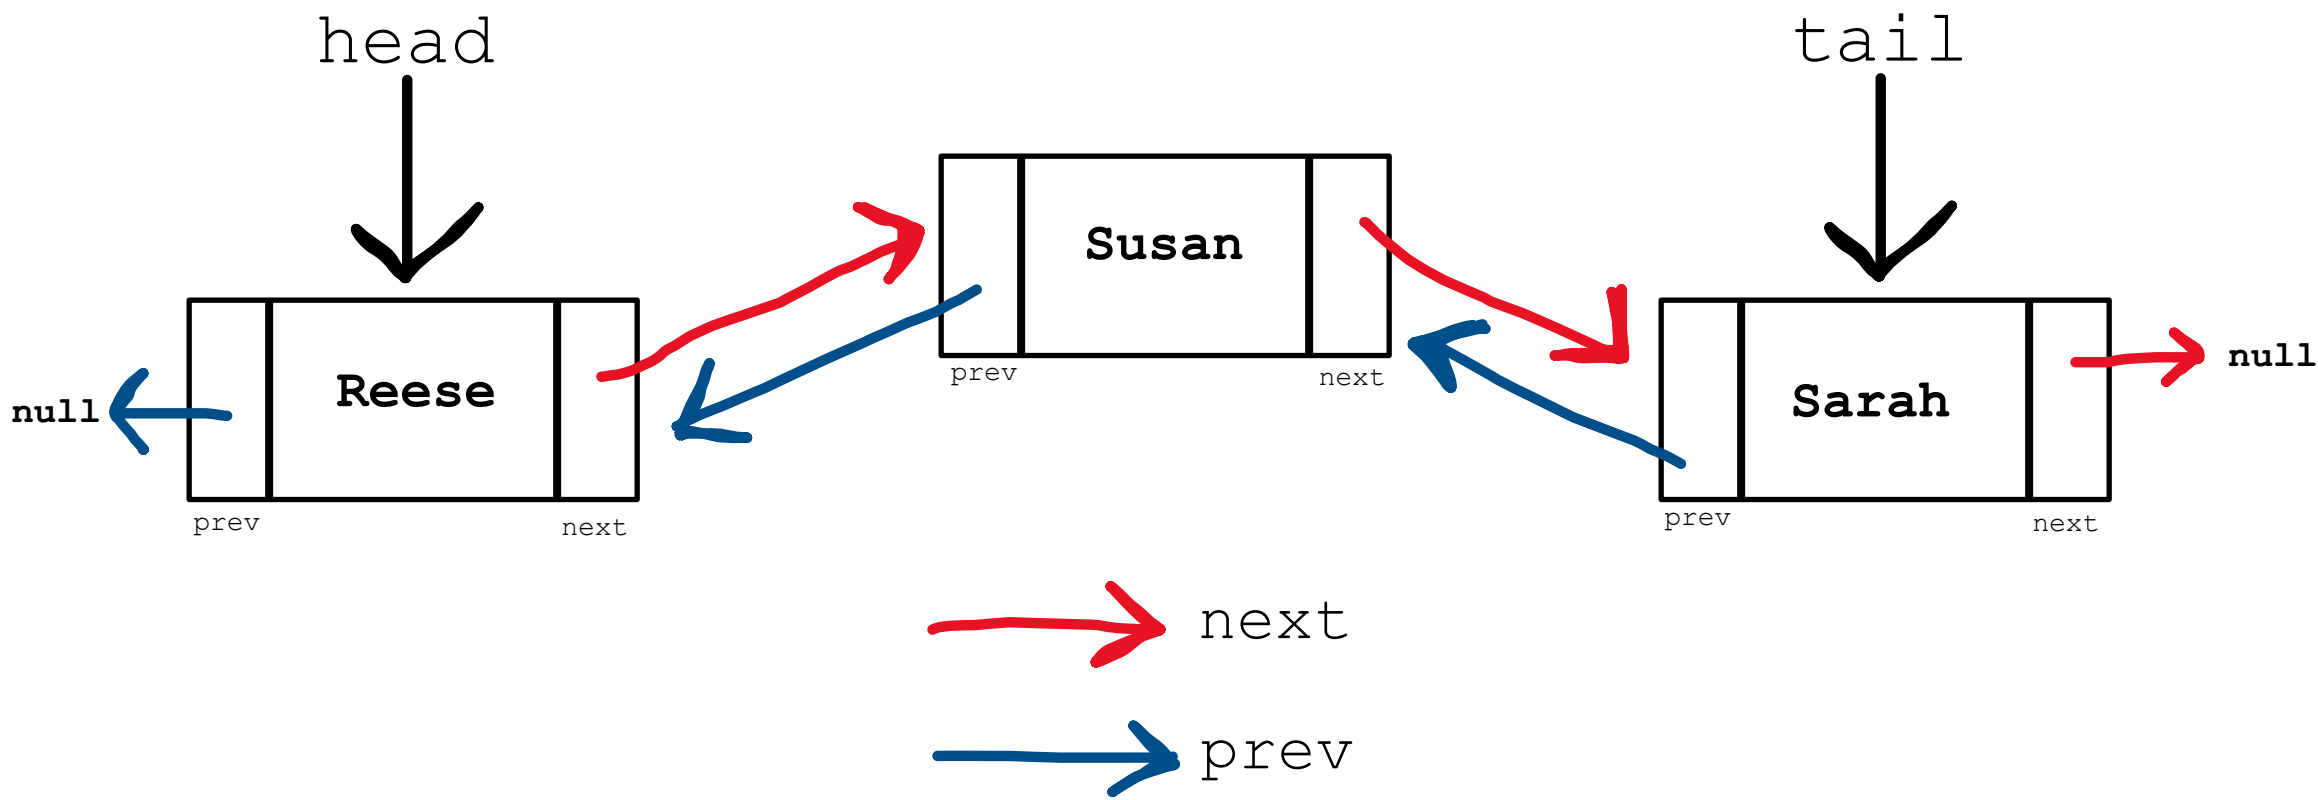 head
tail
Susan
prev
next
Reese
Sarah
null
null
prev
next
prev
next
next
prev